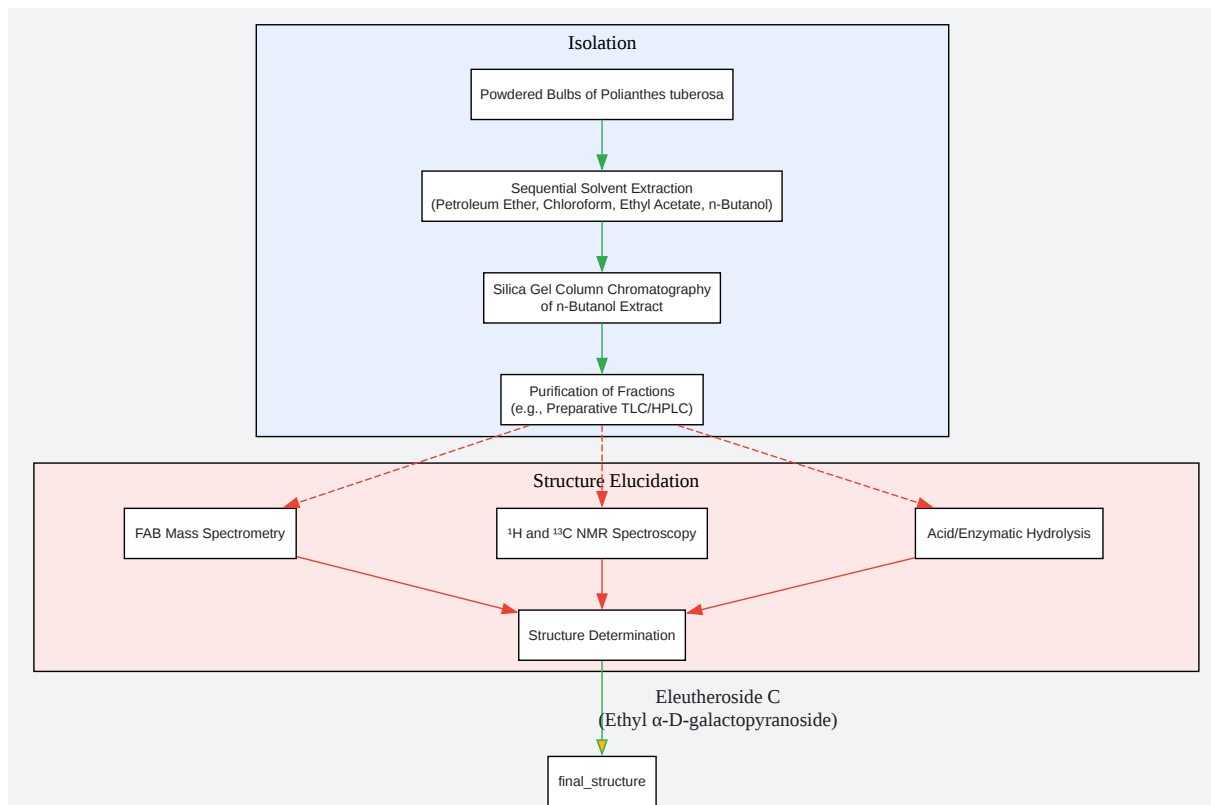 Isolation
Powdered Bulbs of Polianthes tuberosa
Sequential Solvent Extraction
(Petroleum Ether, Chloroform, Ethyl Acetate, n-Butanol)
Silica Gel Column Chromatography
of n-Butanol Extract
Purification of Fractions
(e.g., Preparative TLC/HPLC)
Structure Elucidation
FAB Mass Spectrometry
¹H and ¹³C NMR Spectroscopy
Acid/Enzymatic Hydrolysis
Structure Determination
Eleutheroside C
(Ethyl α-D-galactopyranoside)
final_structure